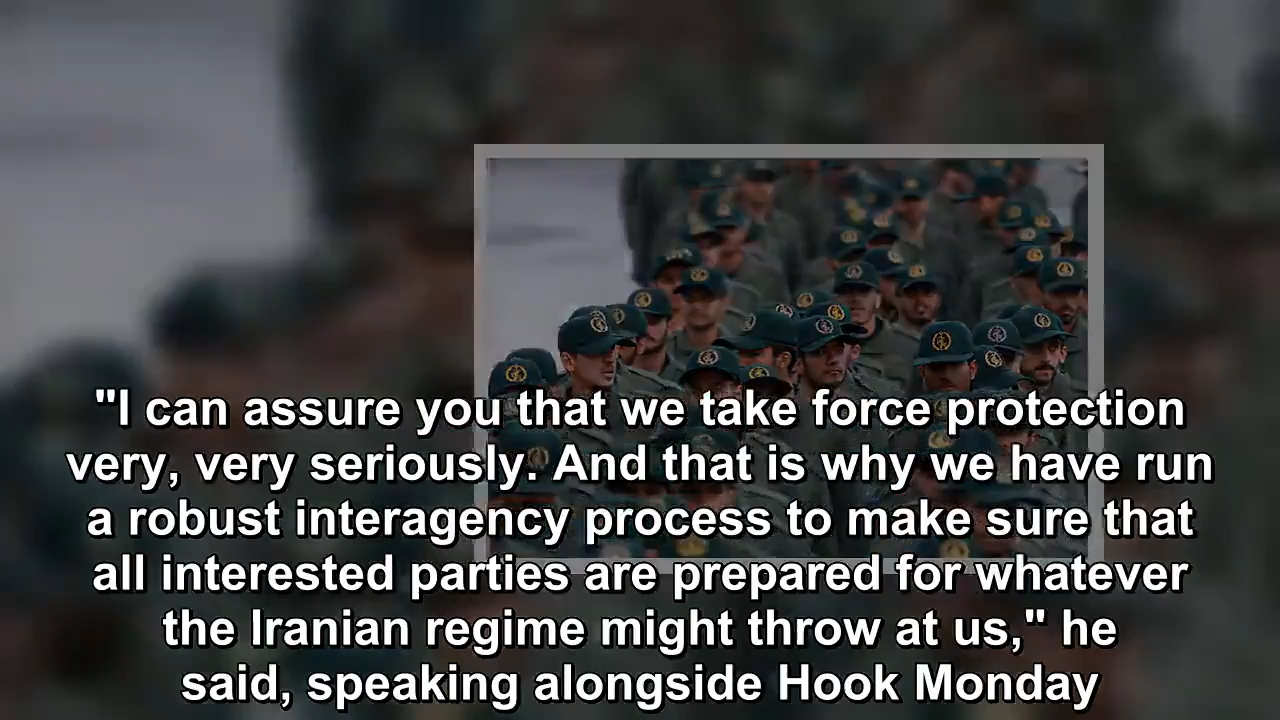 "I can assure you that we take force protection
very, very seriously. And that is why we have run
a robust interagency process to make sure that
all interested parties are prepared for whatever
the Iranian regime might throw at us," he
said, speaking alongside Hook Monday